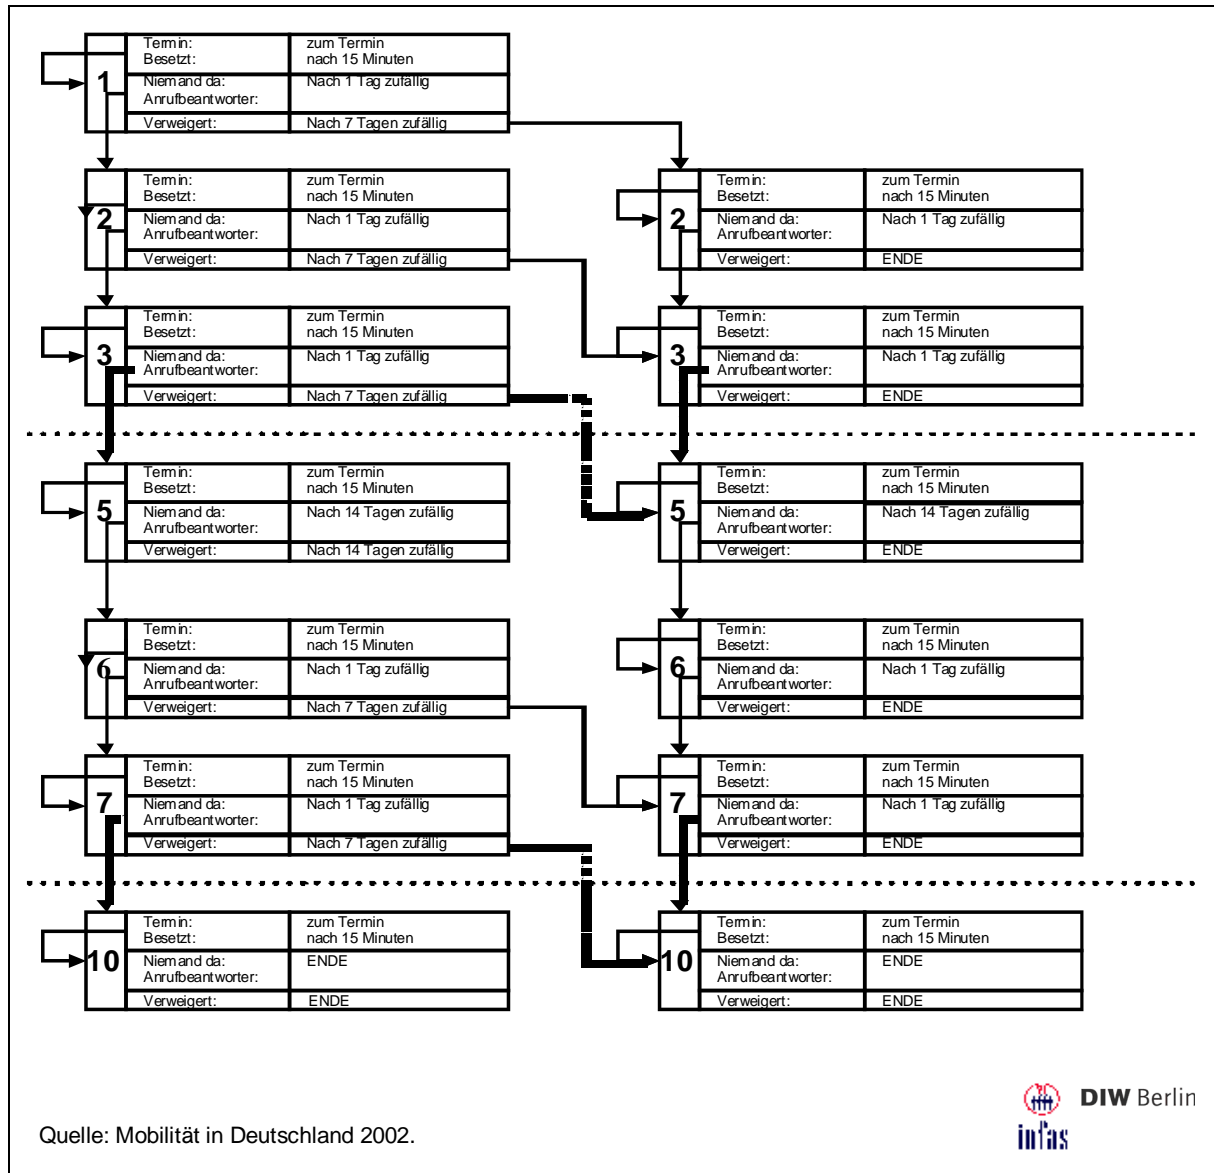 1
Termin: zum Termin
Besetzt: nach 15 Minuten
Niemand da: Nach 1 Tag zufällig
Anrufbeantworter:
Verweigert: Nach 7 Tagen zufällig
2
Termin: zum Termin
Besetzt: nach 15 Minuten
Niemand da: Nach 1 Tag zufällig
Anrufbeantworter:
Verweigert: Nach 7 Tagen zufällig
2
Termin: zum Termin
Besetzt: nach 15 Minuten
Niemand da: Nach 1 Tag zufällig
Anrufbeantworter:
Verweigert: ENDE
3
Termin: zum Termin
Besetzt: nach 15 Minuten
Niemand da: Nach 1 Tag zufällig
Anrufbeantworter:
Verweigert: Nach 7 Tagen zufällig
3
Termin: zum Termin
Besetzt: nach 15 Minuten
Niemand da: Nach 1 Tag zufällig
Anrufbeantworter:
Verweigert: ENDE
5
Termin: zum Termin
Besetzt: nach 15 Minuten
Niemand da: Nach 14 Tagen zufällig
Anrufbeantworter:
Verweigert: Nach 14 Tagen zufällig
5
Termin: zum Termin
Besetzt: nach 15 Minuten
Niemand da: Nach 14 Tagen zufällig
Anrufbeantworter:
Verweigert: ENDE
6
Termin: zum Termin
Besetzt: nach 15 Minuten
Niemand da: Nach 1 Tag zufällig
Anrufbeantworter:
Verweigert: Nach 7 Tagen zufällig
6
Termin: zum Termin
Besetzt: nach 15 Minuten
Niemand da: Nach 1 Tag zufällig
Anrufbeantworter:
Verweigert: ENDE
7
Termin: zum Termin
Besetzt: nach 15 Minuten
Niemand da: Nach 1 Tag zufällig
Anrufbeantworter:
Verweigert: Nach 7 Tagen zufällig
7
Termin: zum Termin
Besetzt: nach 15 Minuten
Niemand da: Nach 1 Tag zufällig
Anrufbeantworter:
Verweigert: ENDE
10
Termin: zum Termin
Besetzt: nach 15 Minuten
Niemand da: ENDE
Anrufbeantworter:
Verweigert: ENDE
10
Termin: zum Termin
Besetzt: nach 15 Minuten
Niemand da: ENDE
Anrufbeantworter:
Verweigert: ENDE
DIW Berlin
infas
Quelle: Mobilität in Deutschland 2002.